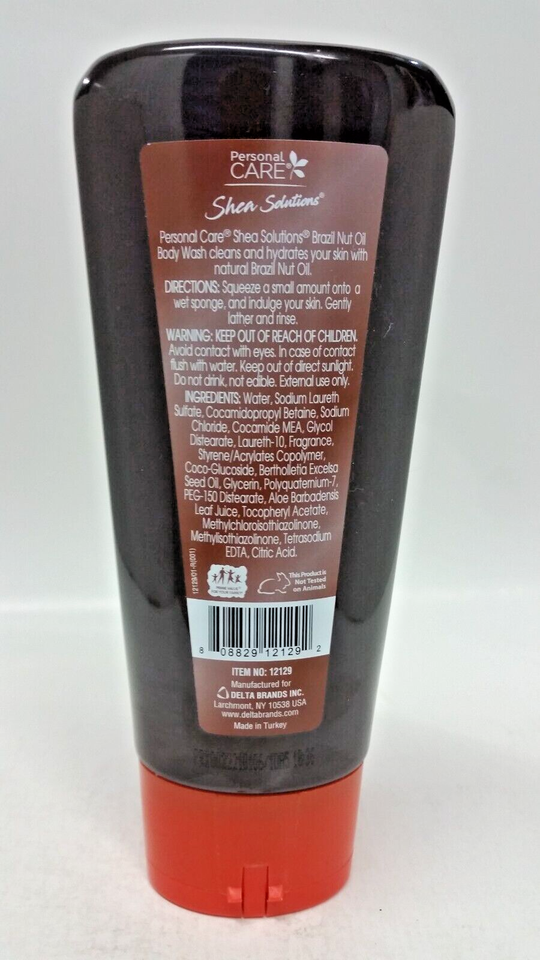 Personal
CARE®
Shea Solutions®
Personal Care® Shea Solutions® Brazil Nut Oil
Body Wash cleans and hydrates your skin with
natural Brazil Nut Oil.
DIRECTIONS: Squeeze a small amount onto a
wet sponge, and indulge your skin. Gently
lather and rinse.
WARNING: KEEP OUT OF REACH OF CHILDREN.
Avoid contact with eyes. In case of contact
flush with water. Keep out of direct sunlight.
Do not drink, not edible. External use only.
INGREDIENTS: Water, Sodium Laureth
Sulfate, Cocamidopropyl Betaine, Sodium
Chloride, Cocamide MEA, Glycol
Distearate, Laureth-10, Fragrance,
Styrene/Acrylates Copolymer,
Coco-Glucoside, Bertholletia Excelsa
Seed Oil, Glycerin, Polyquaternium-7,
PEG-150 Distearate, Aloe Barbadensis
Leaf Juice, Tocopheryl Acetate,
Methylchloroisothiazolinone,
Methylisothiazolinone, Tetrasodium
EDTA, Citric Acid.
12129/01-R(001)
This Product is
Not Tested
on Animals
8 08829 12129 2
ITEM NO: 12129
Manufactured for
DELTA BRANDS INC.
Larchmont, NY 10538 USA
www.deltabrands.com
Made in Turkey